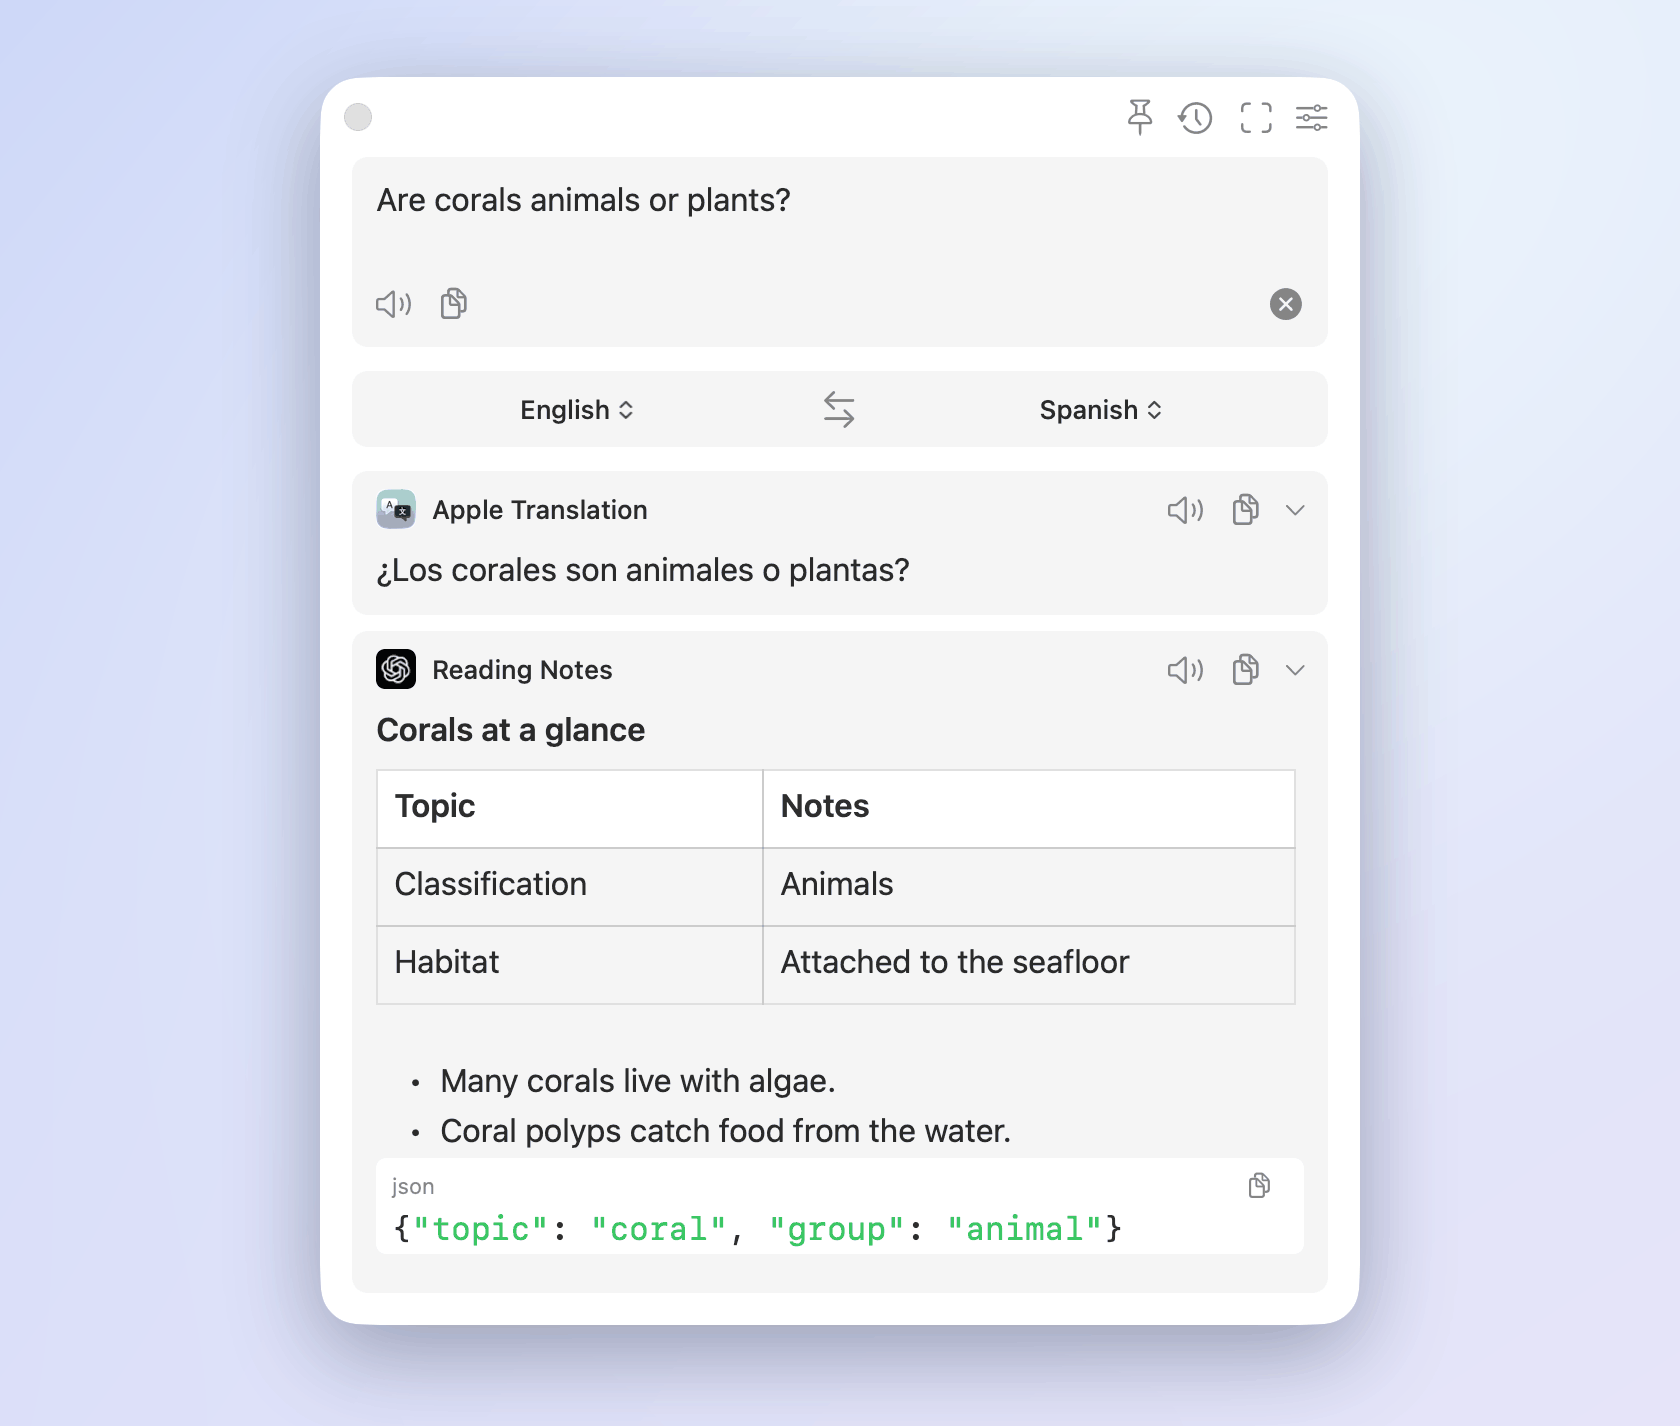 Are corals animals or plants?
English
Spanish
Apple Translation
¿Los corales son animales o plantas?
Reading Notes
Corals at a glance
Topic Notes
Classification Animals
Habitat Attached to the seafloor
• Many corals live with algae.
• Coral polyps catch food from the water.
json
{"topic": "coral", "group": "animal"}